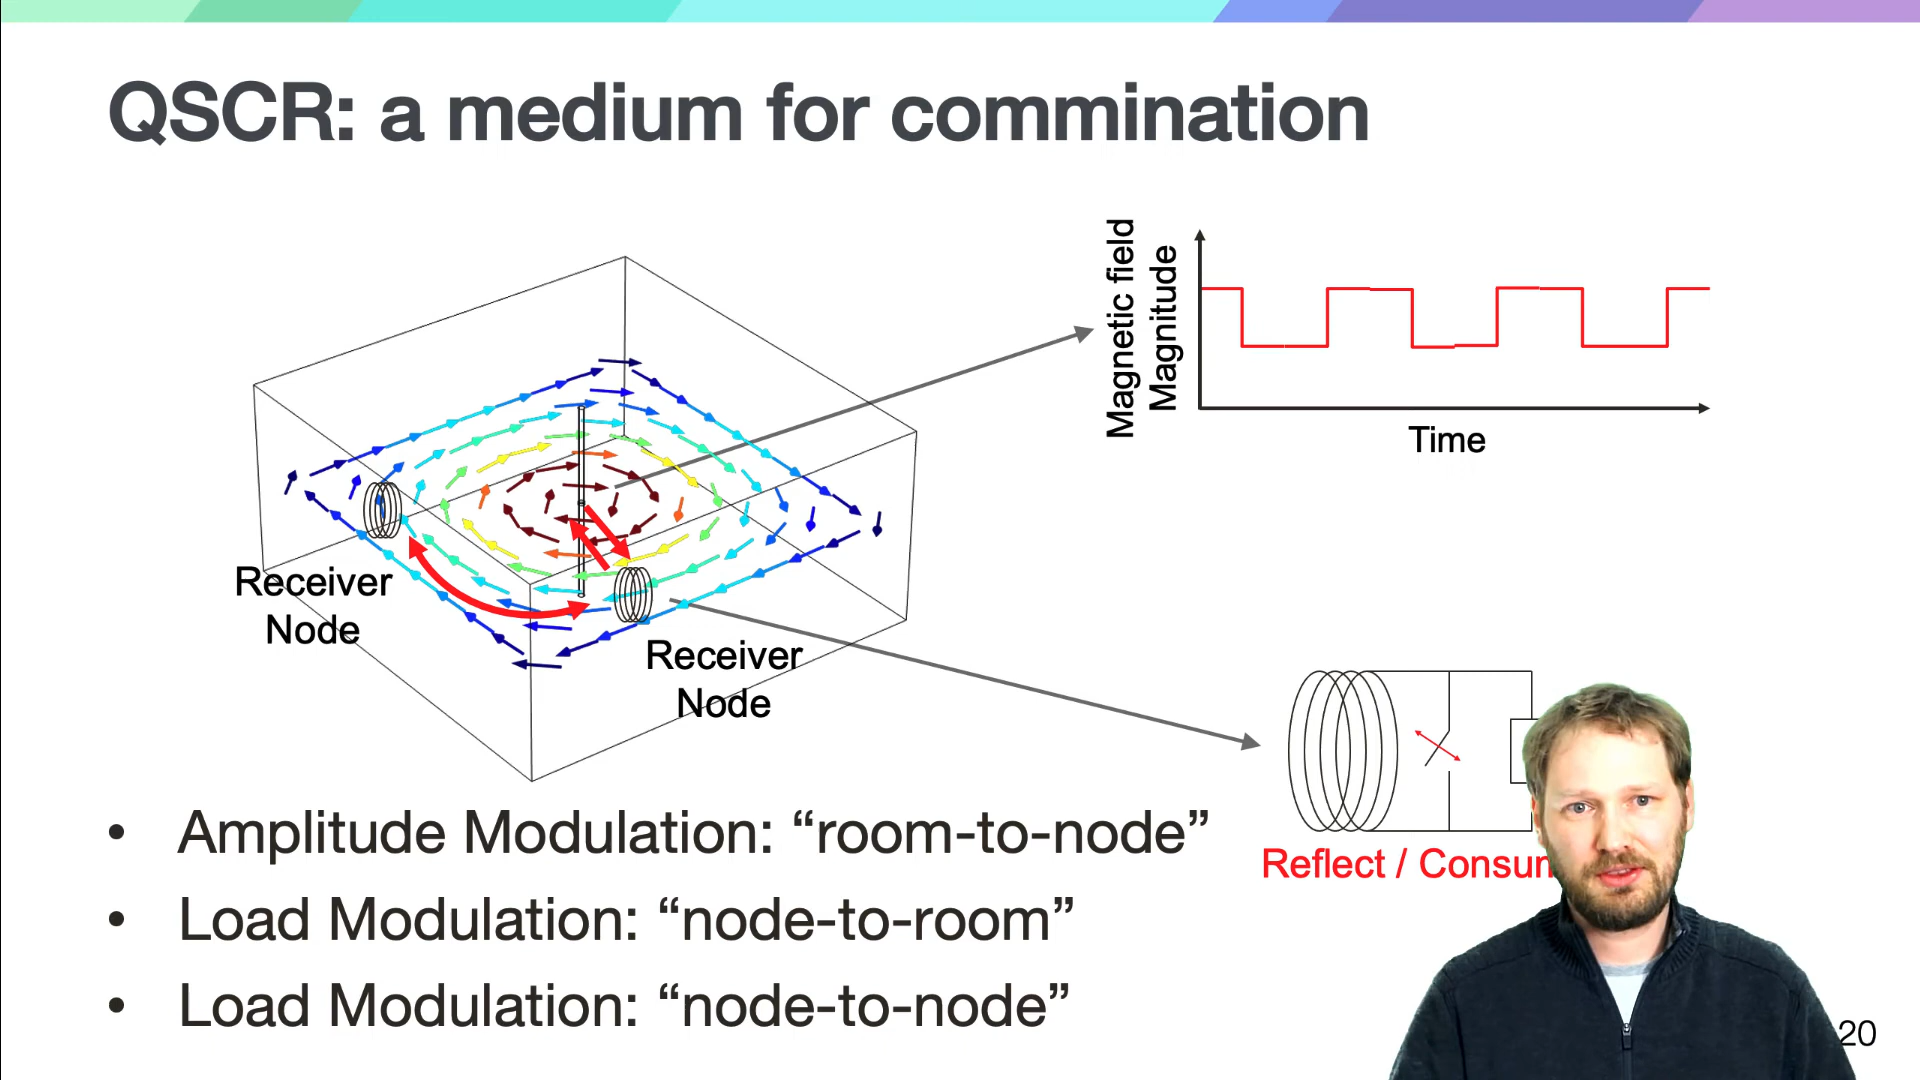 QSCR: a medium for commination
Magnetic field
Magnitude
Time
Receiver
Node
Receiver
Node
Reflect / Consum
• Amplitude Modulation: “room-to-node”
• Load Modulation: “node-to-room”
• Load Modulation: “node-to-node”
20